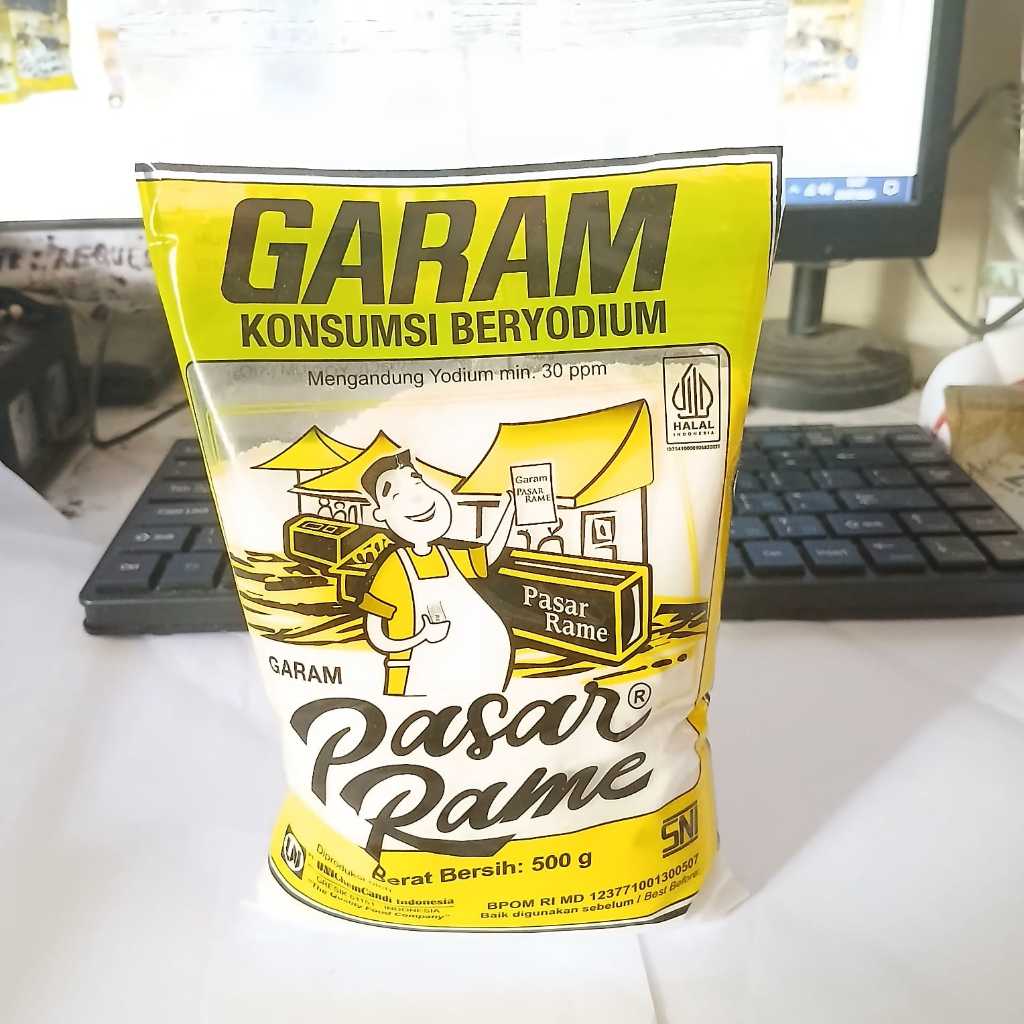 GARAM
KONSUMSI BERYODIUM
Mengandung Yodium min. 30 ppm
HALAL
INDONESIA
Garam
PASAR
RAME
Pasar
Rame
GARAM
Pasar®
Rame
SNI
Berat Bersih: 500 g
Diproduksi oleh:
UNIChemCandi Indonesia
GRESIK 61151 INDONESIA
"The Quality Food Company"
BPOM RI MD 123771001300507
Baik digunakan sebelum / Best Before